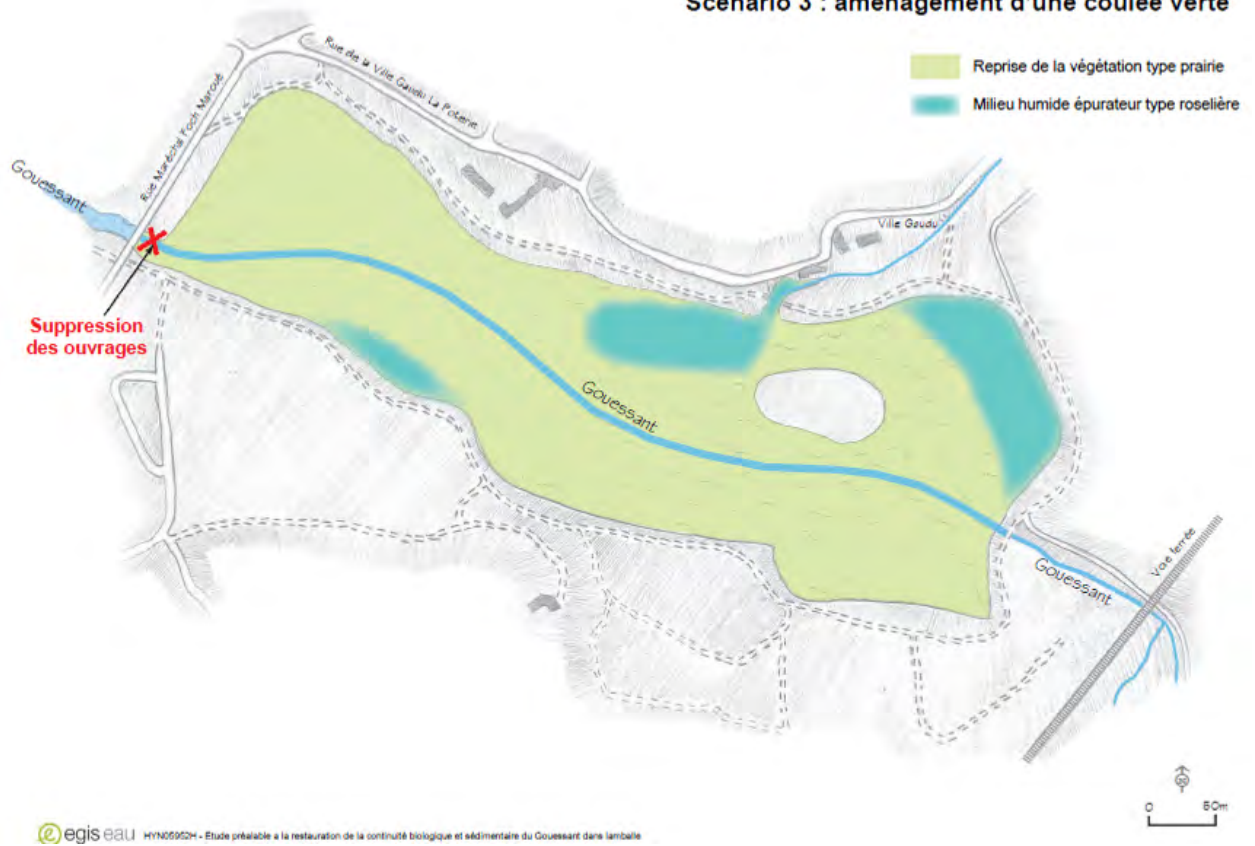 Scénario 3 : aménagement d'une coulée verte
Reprise de la végétation type prairie
Milieu humide épurateur type roselière
Rue de la Ville Gaudu La Poterie
Rue Maréchal Foch Maroué
Gouessant
Ville Gaudu
Suppression
des ouvrages
Gouessant
Gouessant
Voie ferrée
0 50m
egis eau HYN05952H - Étude préalable a la restauration de la continuité biologique et sédimentaire du Gouessant dans lamballe